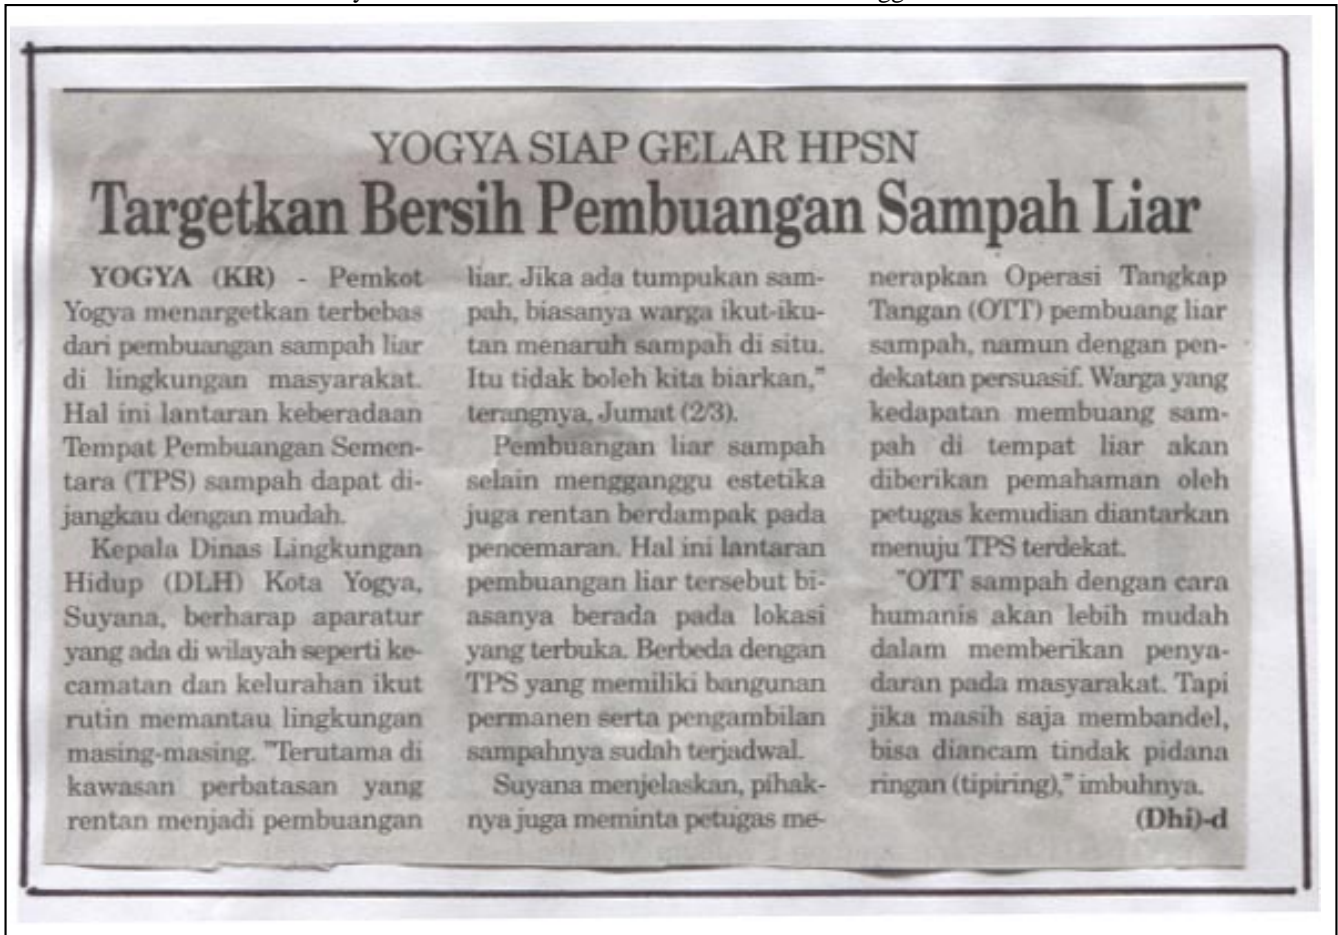 YOGYA SIAP GELAR HPSN
Targetkan Bersih Pembuangan Sampah Liar
YOGYA (KR) - Pemkot
Yogya menargetkan terbebas
dari pembuangan sampah liar
di lingkungan masyarakat.
Hal ini lantaran keberadaan
Tempat Pembuangan Semen-
tara (TPS) sampah dapat di-
jangkau dengan mudah.
Kepala Dinas Lingkungan
Hidup (DLH) Kota Yogya,
Suyana, berharap aparatur
yang ada di wilayah seperti ke-
camatan dan kelurahan ikut
rutin memantau lingkungan
masing-masing. "Terutama di
kawasan perbatasan yang
rentan menjadi pembuangan
liar. Jika ada tumpukan sam-
pah, biasanya warga ikut-iku-
tan menaruh sampah di situ.
Itu tidak boleh kita biarkan,"
terangnya, Jumat (2/3).
Pembuangan liar sampah
selain mengganggu estetika
juga rentan berdampak pada
pencemaran. Hal ini lantaran
pembuangan liar tersebut bi-
asanya berada pada lokasi
yang terbuka. Berbeda dengan
TPS yang memiliki bangunan
permanen serta pengambilan
sampahnya sudah terjadwal.
Suyana menjelaskan, pihak-
nya juga meminta petugas me-
nerapkan Operasi Tangkap
Tangan (OTT) pembuang liar
sampah, namun dengan pen-
dekatan persuasif. Warga yang
kedapatan membuang sam-
pah di tempat liar akan
diberikan pemahaman oleh
petugas kemudian diantarkan
menuju TPS terdekat.
"OTT sampah dengan cara
humanis akan lebih mudah
dalam memberikan penya-
daran pada masyarakat. Tapi
jika masih saja membandel,
bisa diancam tindak pidana
ringan (tipiring)," imbuhnya.
(Dhi)-d